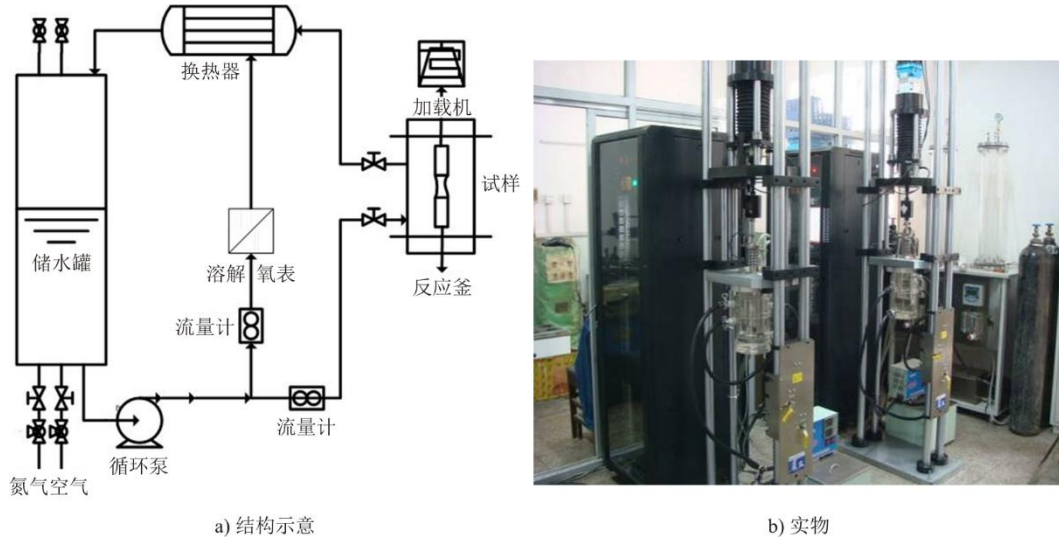 换热器
加载机
试样
储水罐
溶解 氧表
反应釜
流量计
流量计
循环泵
氮气空气
a) 结构示意
b) 实物